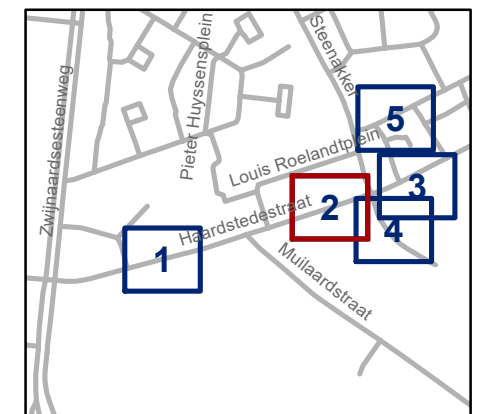 Zwijnaardsesteenweg
Pieter Huyssensplein
Steenakker
Louis Roelandtplein
Haardstedestraat
Muilaardstraat
5
3
2
4
1